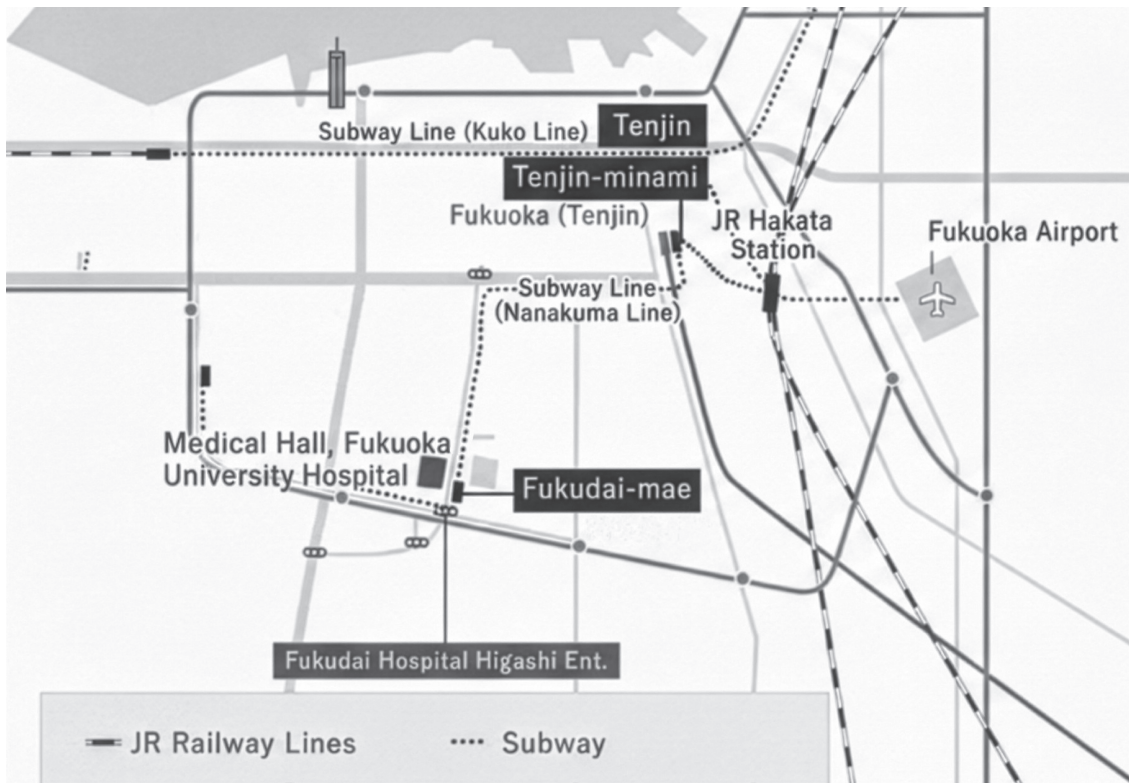 Subway Line (Kuko Line)
Tenjin
Tenjin-minami
Fukuoka (Tenjin)
JR Hakata
Station
Fukuoka Airport
Subway Line
(Nanakuma Line)
Medical Hall, Fukuoka
University Hospital
Fukudai-mae
Fukudai Hospital Higashi Ent.
JR Railway Lines
Subway